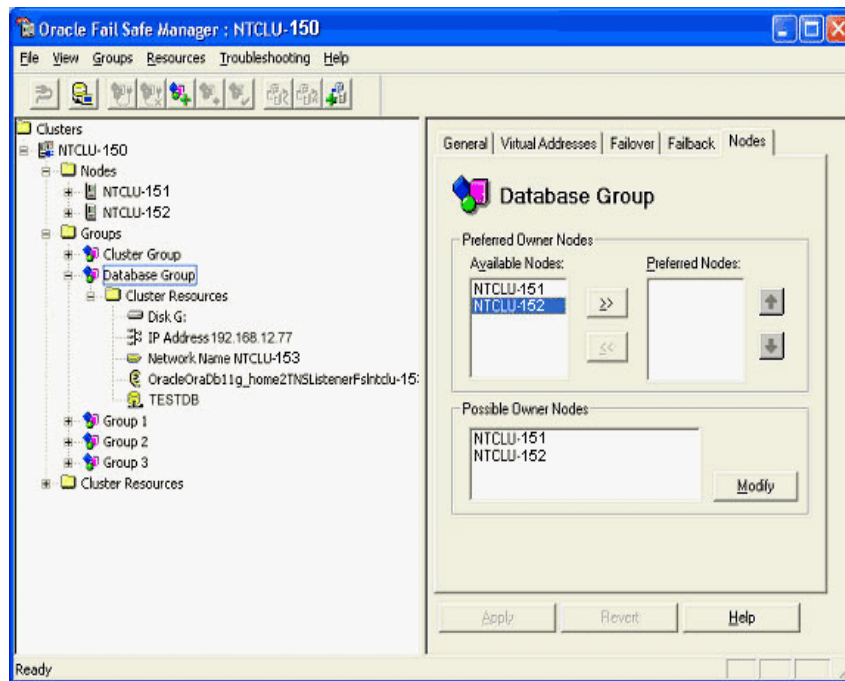 Oracle Fail Safe Manager : NTCLU-150
File View Groups Resources Troubleshooting Help
Clusters
NTCLU-150
Nodes
NTCLU-151
NTCLU-152
Groups
Cluster Group
Database Group
Cluster Resources
Disk G:
IP Address 192.168.12.77
Network Name NTCLU-153
OracleOraDb11g_home2TNSListenerFslntclu-15
TESTDB
Group 1
Group 2
Group 3
Cluster Resources
General Virtual Addresses Failover Failback Nodes
Database Group
Preferred Owner Nodes
Available Nodes: Preferred Nodes:
NTCLU-151
NTCLU-152
>>
<<
Possible Owner Nodes
NTCLU-151
NTCLU-152
Modify
Apply Revert Help
Ready